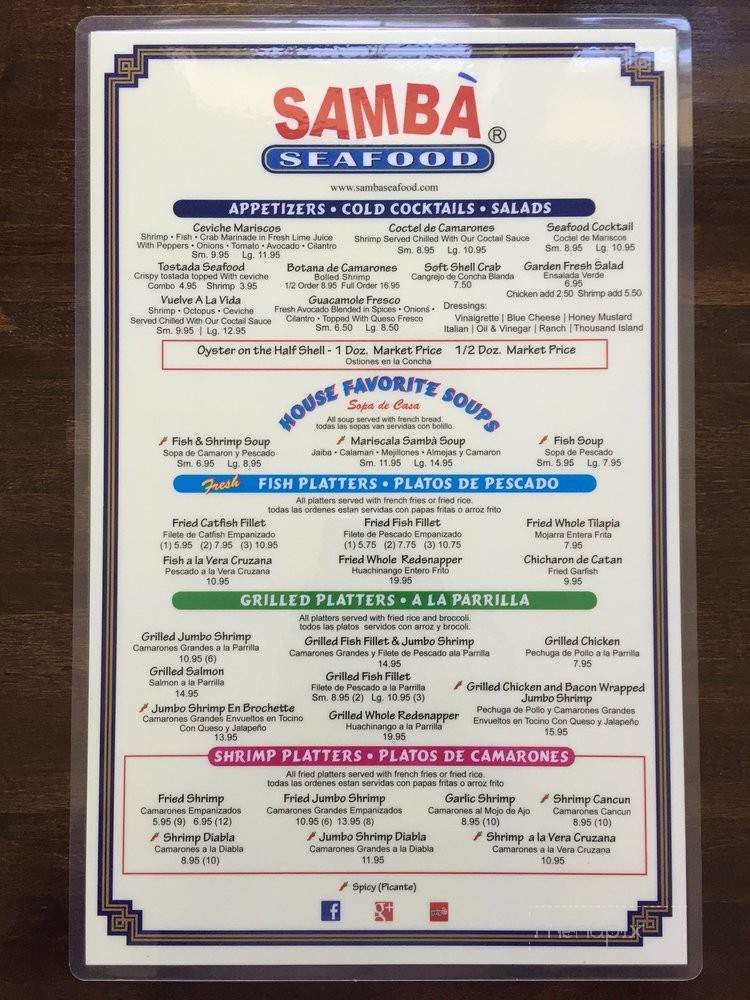 SAMBÀ ®
SEAFOOD
www.sambaseafood.com
APPETIZERS • COLD COCKTAILS • SALADS
Ceviche Mariscos
Shrimp • Fish • Crab Marinade in Fresh Lime Juice
With Peppers • Onions • Tomato • Avocado • Cilantro
Sm. 9.95 Lg. 11.95
Coctel de Camarones
Shrimp Served Chilled With Our Coctail Sauce
Sm. 8.95 Lg. 10.95
Seafood Cocktail
Coctel de Mariscos
Sm. 8.95 Lg. 10.95
Tostada Seafood
Crispy tostada topped With ceviche
Combo 4.95 Shrimp 3.95
Botana de Camarones
Boiled Shrimp
1/2 Order 8.95 Full Order 16.95
Soft Shell Crab
Cangrejo de Concha Blanda
7.50
Garden Fresh Salad
Ensalada Verde
6.95
Chicken add 2.50 Shrimp add 5.50
Vuelve A La Vida
Shrimp • Octopus • Ceviche
Served Chilled With Our Coctail Sauce
Sm. 9.95 | Lg. 12.95
Guacamole Fresco
Fresh Avocado Blended in Spices • Onions •
Cilantro • Topped With Queso Fresco
Sm. 6.50 Lg. 8.50
Dressings:
Vinaigrette | Blue Cheese | Honey Mustard
Italian | Oil & Vinegar | Ranch | Thousand Island
Oyster on the Half Shell - 1 Doz. Market Price 1/2 Doz. Market Price
Ostiones en la Concha
HOUSE FAVORITE SOUPS
Sopa de Casa
All soup served with french bread.
todas las sopas van servidas con bolillo.
Fish & Shrimp Soup
Sopa de Camaron y Pescado
Sm. 6.95 Lg. 8.95
Mariscala Sambà Soup
Jaiba • Calamari • Mejillones • Almejas y Camaron
Sm. 11.95 Lg. 14.95
Fish Soup
Sopa de Pescado
Sm. 5.95 Lg. 7.95
Fresh FISH PLATTERS • PLATOS DE PESCADO
All platters served with french fries or fried rice.
todas las ordenes estan servidas con papas fritas o arroz frito
Fried Catfish Fillet
Filete de Catfish Empanizado
(1) 5.95 (2) 7.95 (3) 10.95
Fried Fish Fillet
Filete de Pescado Empanizado
(1) 5.75 (2) 7.75 (3) 10.75
Fried Whole Tilapia
Mojarra Entera Frita
7.95
Fish a la Vera Cruzana
Pescado a la Vera Cruzana
10.95
Fried Whole Redsnapper
Huachinango Entero Frito
19.95
Chicharon de Catan
Fried Garfish
9.95
GRILLED PLATTERS • A LA PARRILLA
All platters served with fried rice and broccoli.
todos las platos servidos con arroz y brocoli.
Grilled Jumbo Shrimp
Camarones Grandes a la Parrilla
10.95 (6)
Grilled Fish Fillet & Jumbo Shrimp
Camarones Grandes y Filete de Pescado ala Parrilla
14.95
Grilled Chicken
Pechuga de Pollo a la Parrilla
7.95
Grilled Salmon
Salmon a la Parrilla
14.95
Grilled Fish Fillet
Filete de Pescado a la Parrilla
Sm. 8.95 (2) Lg. 10.95 (3)
Grilled Chicken and Bacon Wrapped
Jumbo Shrimp
Pechuga de Pollo y Camarones Grandes
Envueltos en Tocino Con Queso y Jalapeño
15.95
Jumbo Shrimp En Brochette
Camarones Grandes Envueltos en Tocino
Con Queso y Jalapeño
13.95
Grilled Whole Redsnapper
Huachinango a la Parrilla
19.95
SHRIMP PLATTERS • PLATOS DE CAMARONES
All fried platters served with french fries or fried rice.
todas las ordenes estan servidas con papas fritas o arroz frito
Fried Shrimp
Camarones Empanizados
5.95 (9) 6.95 (12)
Fried Jumbo Shrimp
Camarones Grandes Empanizados
10.95 (6) 13.95 (8)
Garlic Shrimp
Camarones al Mojo de Ajo
8.95 (10)
Shrimp Cancun
Camarones Cancun
8.95 (10)
Shrimp Diabla
Camarones a la Diabla
8.95 (10)
Jumbo Shrimp Diabla
Camarones Grandes a la Diabla
11.95
Shrimp a la Vera Cruzana
Camarones a la Vera Cruzana
10.95
Spicy (Picante)
f
g+
menupix